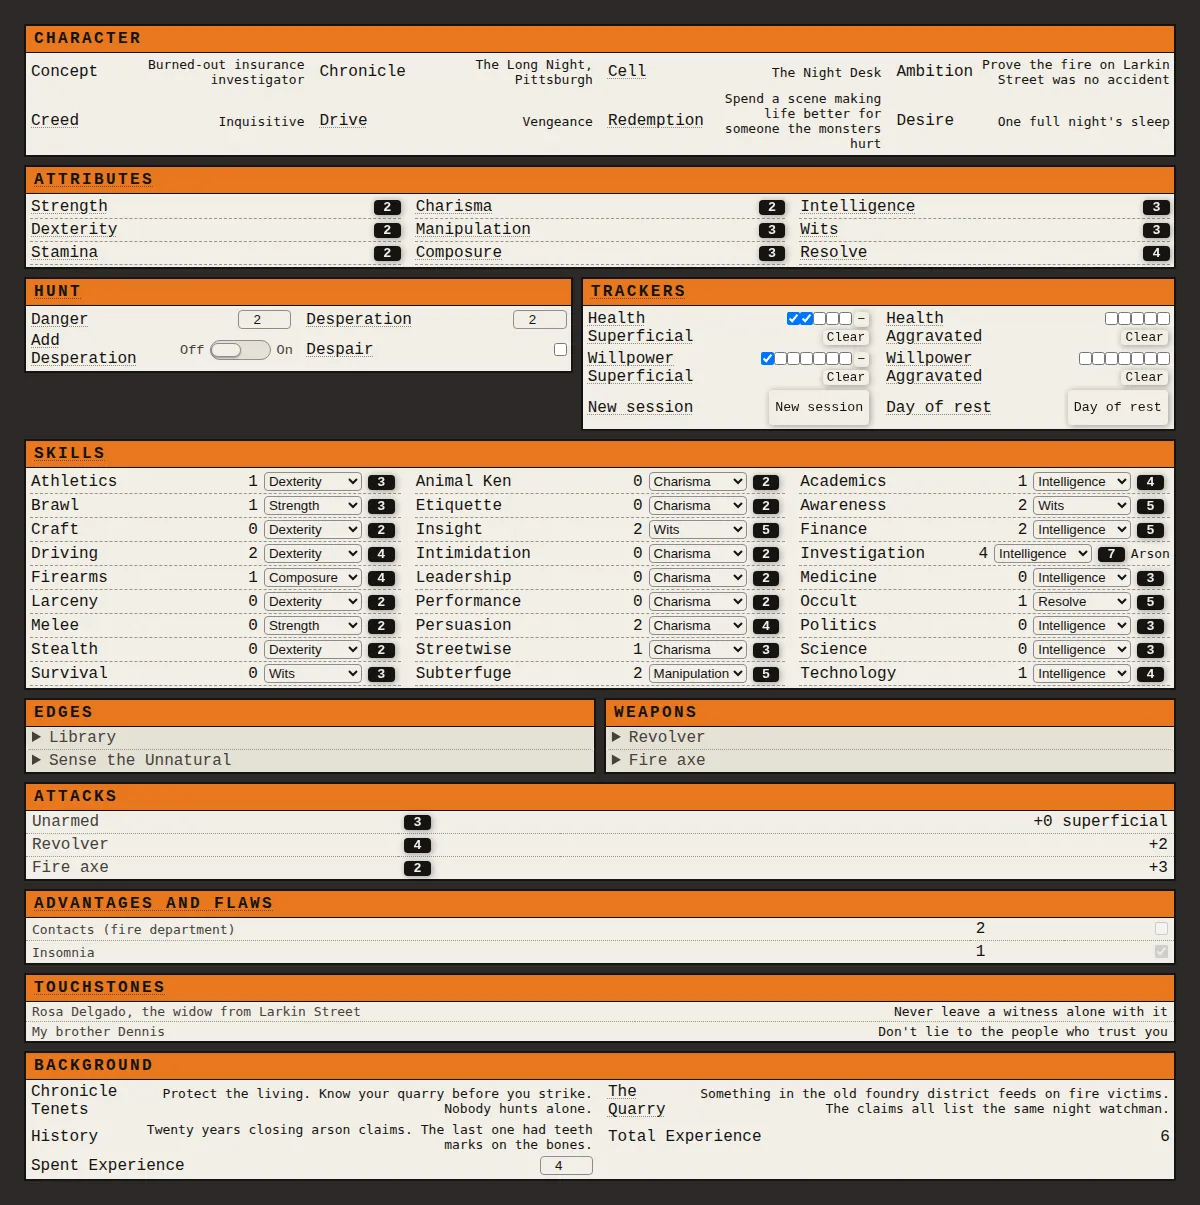 CHARACTER
Concept Burned-out insurance investigator Chronicle The Long Night, Pittsburgh Cell The Night Desk Ambition Prove the fire on Larkin Street was no accident
Creed Inquisitive Drive Vengeance Redemption Spend a scene making life better for someone the monsters hurt Desire One full night's sleep
ATTRIBUTES
Strength 2 Charisma 2 Intelligence 3
Dexterity 2 Manipulation 3 Wits 3
Stamina 2 Composure 3 Resolve 4
HUNT
Danger 2 Desperation 2
Add Desperation Off On Despair
TRACKERS
Health Superficial − Clear Health Aggravated Clear
Willpower Superficial − Clear Willpower Aggravated Clear
New session New session Day of rest Day of rest
SKILLS
Athletics 1 Dexterity 3 Animal Ken 0 Charisma 2 Academics 1 Intelligence 4
Brawl 1 Strength 3 Etiquette 0 Charisma 2 Awareness 2 Wits 5
Craft 0 Dexterity 2 Insight 2 Wits 5 Finance 2 Intelligence 5
Driving 2 Dexterity 4 Intimidation 0 Charisma 2 Investigation 4 Intelligence 7 Arson
Firearms 1 Composure 4 Leadership 0 Charisma 2 Medicine 0 Intelligence 3
Larceny 0 Dexterity 2 Performance 0 Charisma 2 Occult 1 Resolve 5
Melee 0 Strength 2 Persuasion 2 Charisma 4 Politics 0 Intelligence 3
Stealth 0 Dexterity 2 Streetwise 1 Charisma 3 Science 0 Intelligence 3
Survival 0 Wits 3 Subterfuge 2 Manipulation 5 Technology 1 Intelligence 4
EDGES
Library
Sense the Unnatural
WEAPONS
Revolver
Fire axe
ATTACKS
Unarmed 3 +0 superficial
Revolver 4 +2
Fire axe 2 +3
ADVANTAGES AND FLAWS
Contacts (fire department) 2
Insomnia 1
TOUCHSTONES
Rosa Delgado, the widow from Larkin Street Never leave a witness alone with it
My brother Dennis Don't lie to the people who trust you
BACKGROUND
Chronicle Tenets Protect the living. Know your quarry before you strike. Nobody hunts alone. The Quarry Something in the old foundry district feeds on fire victims. The claims all list the same night watchman.
History Twenty years closing arson claims. The last one had teeth marks on the bones. Total Experience 6
Spent Experience 4